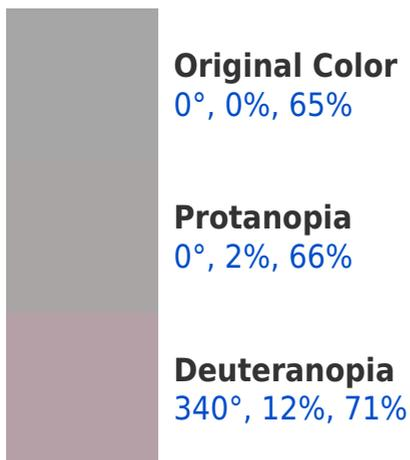 Original Color
0°, 0%, 65%
Protanopia
0°, 2%, 66%
Deuteranopia
340°, 12%, 71%